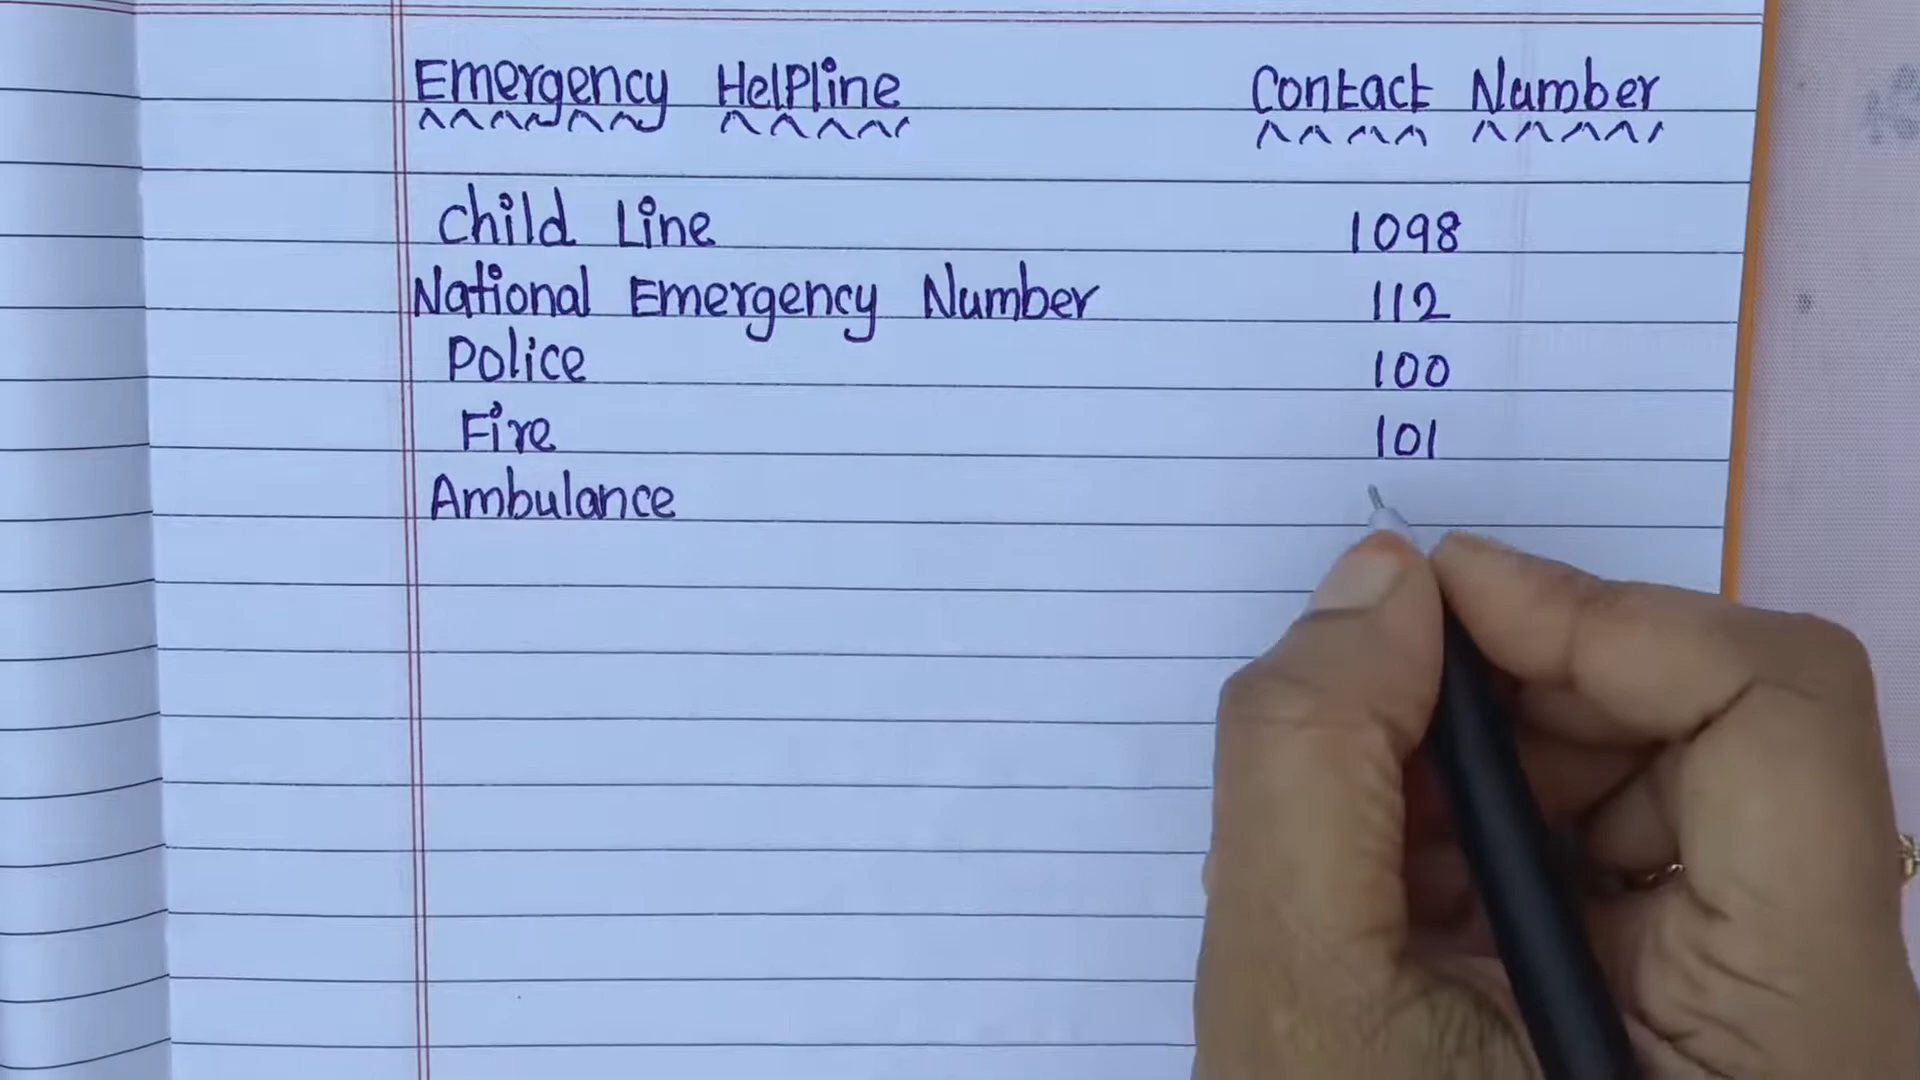 Emergency Helpline Contact Number
Child Line 1098
National Emergency Number 112
Police 100
Fire 101
Ambulance